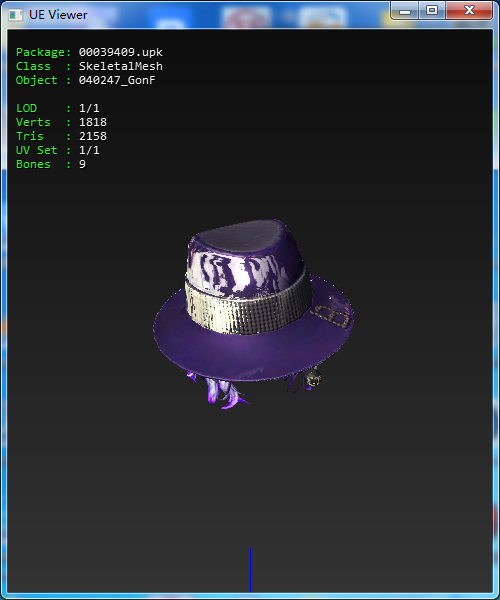 UE Viewer
Package: 00039409.upk
Class : SkeletalMesh
Object : 040247_GonF
LOD : 1/1
Verts : 1818
Tris : 2158
UV Set : 1/1
Bones : 9